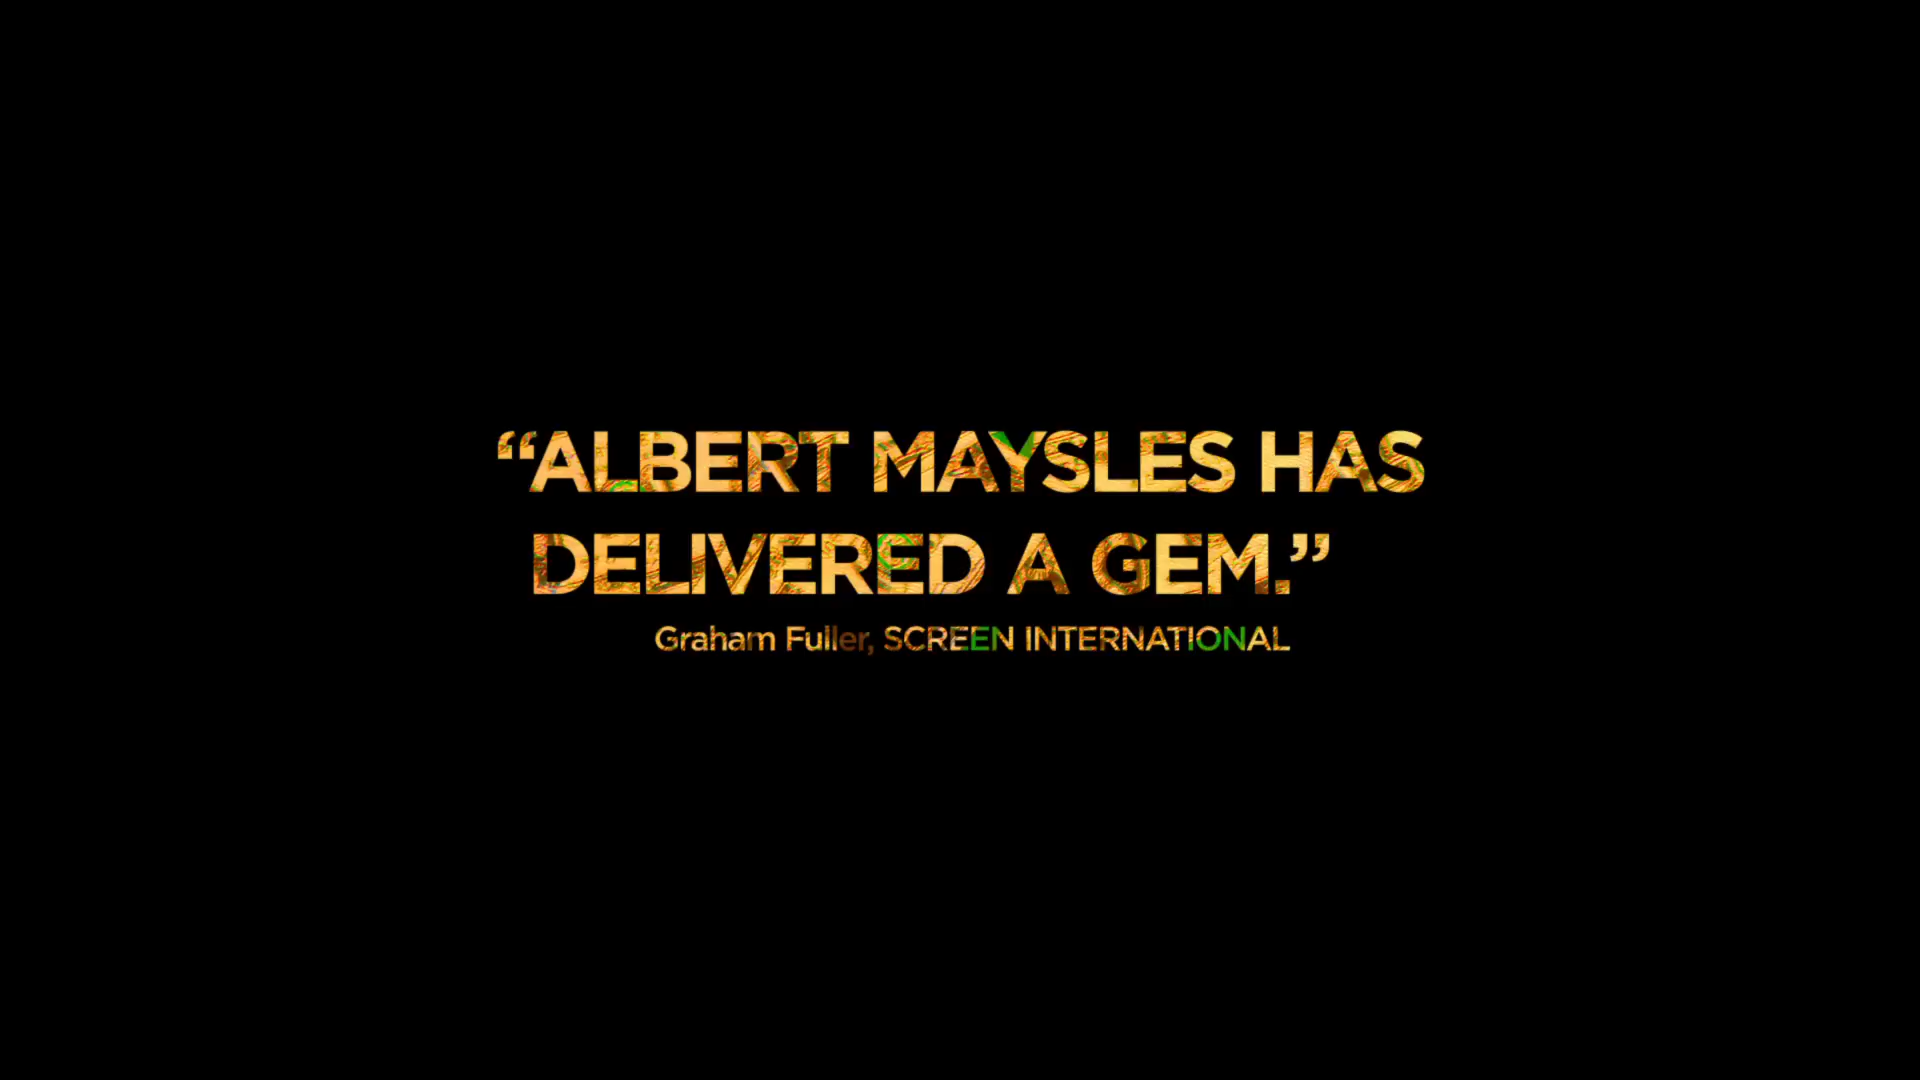 “ALBERT MAYSLES HAS
DELIVERED A GEM.”
Graham Fuller, SCREEN INTERNATIONAL